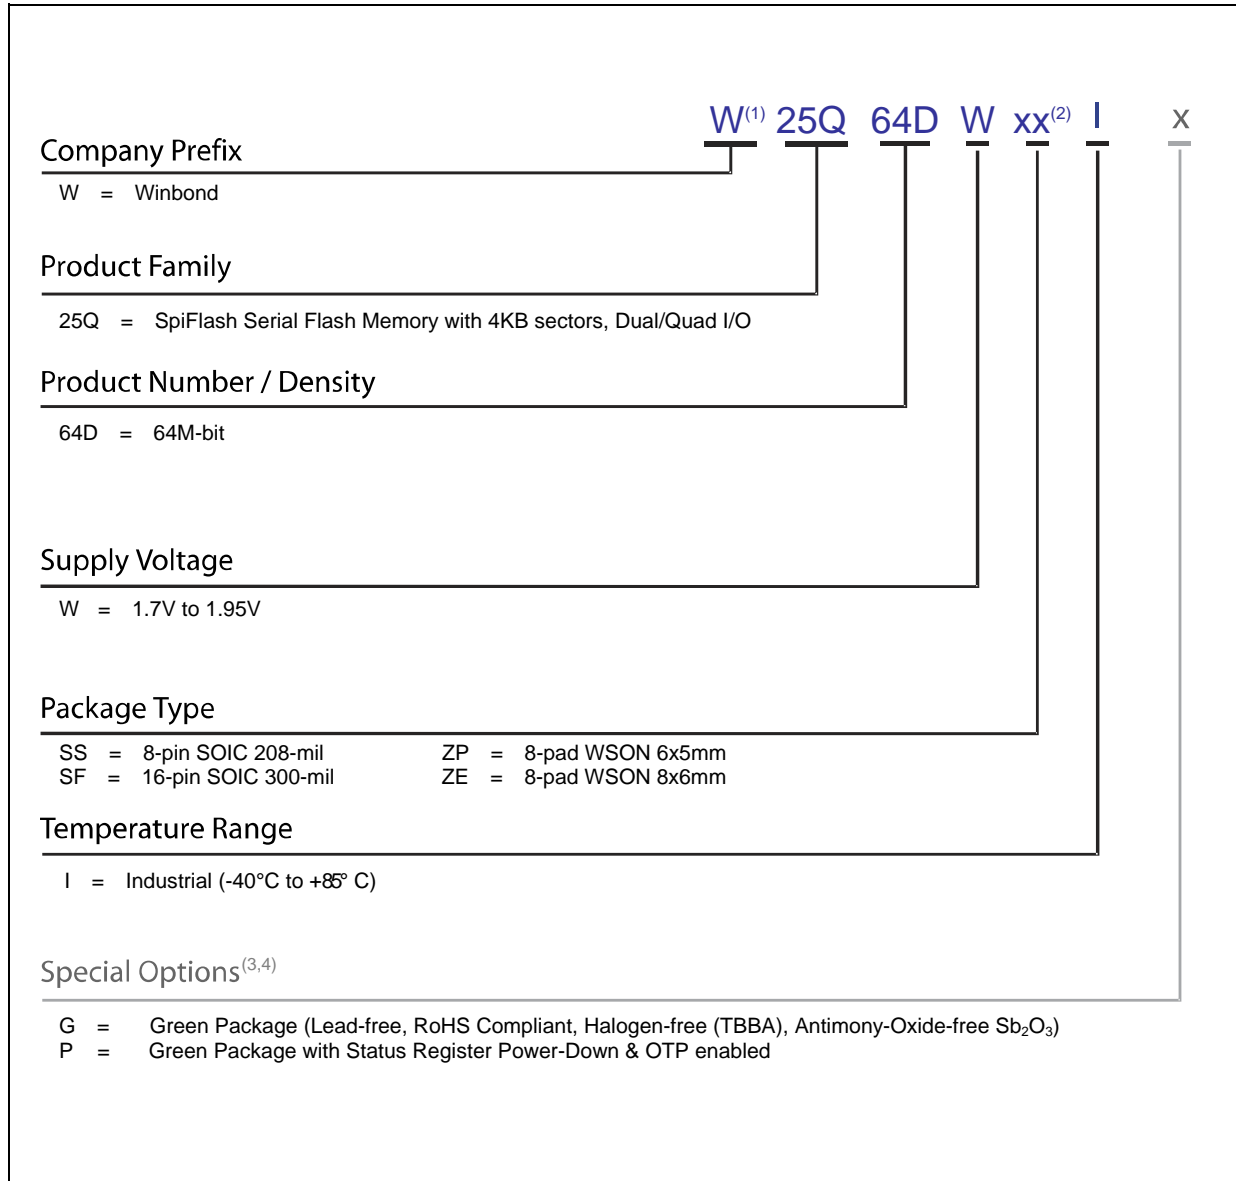 W(1) 25Q 64D W xx(2) I x
Company Prefix
W = Winbond
Product Family
25Q = SpiFlash Serial Flash Memory with 4KB sectors, Dual/Quad I/O
Product Number / Density
64D = 64M-bit
Supply Voltage
W = 1.7V to 1.95V
Package Type
SS = 8-pin SOIC 208-mil ZP = 8-pad WSON 6x5mm
SF = 16-pin SOIC 300-mil ZE = 8-pad WSON 8x6mm
Temperature Range
I = Industrial (-40°C to +85° C)
Special Options(3,4)
G = Green Package (Lead-free, RoHS Compliant, Halogen-free (TBBA), Antimony-Oxide-free Sb2O3)
P = Green Package with Status Register Power-Down & OTP enabled